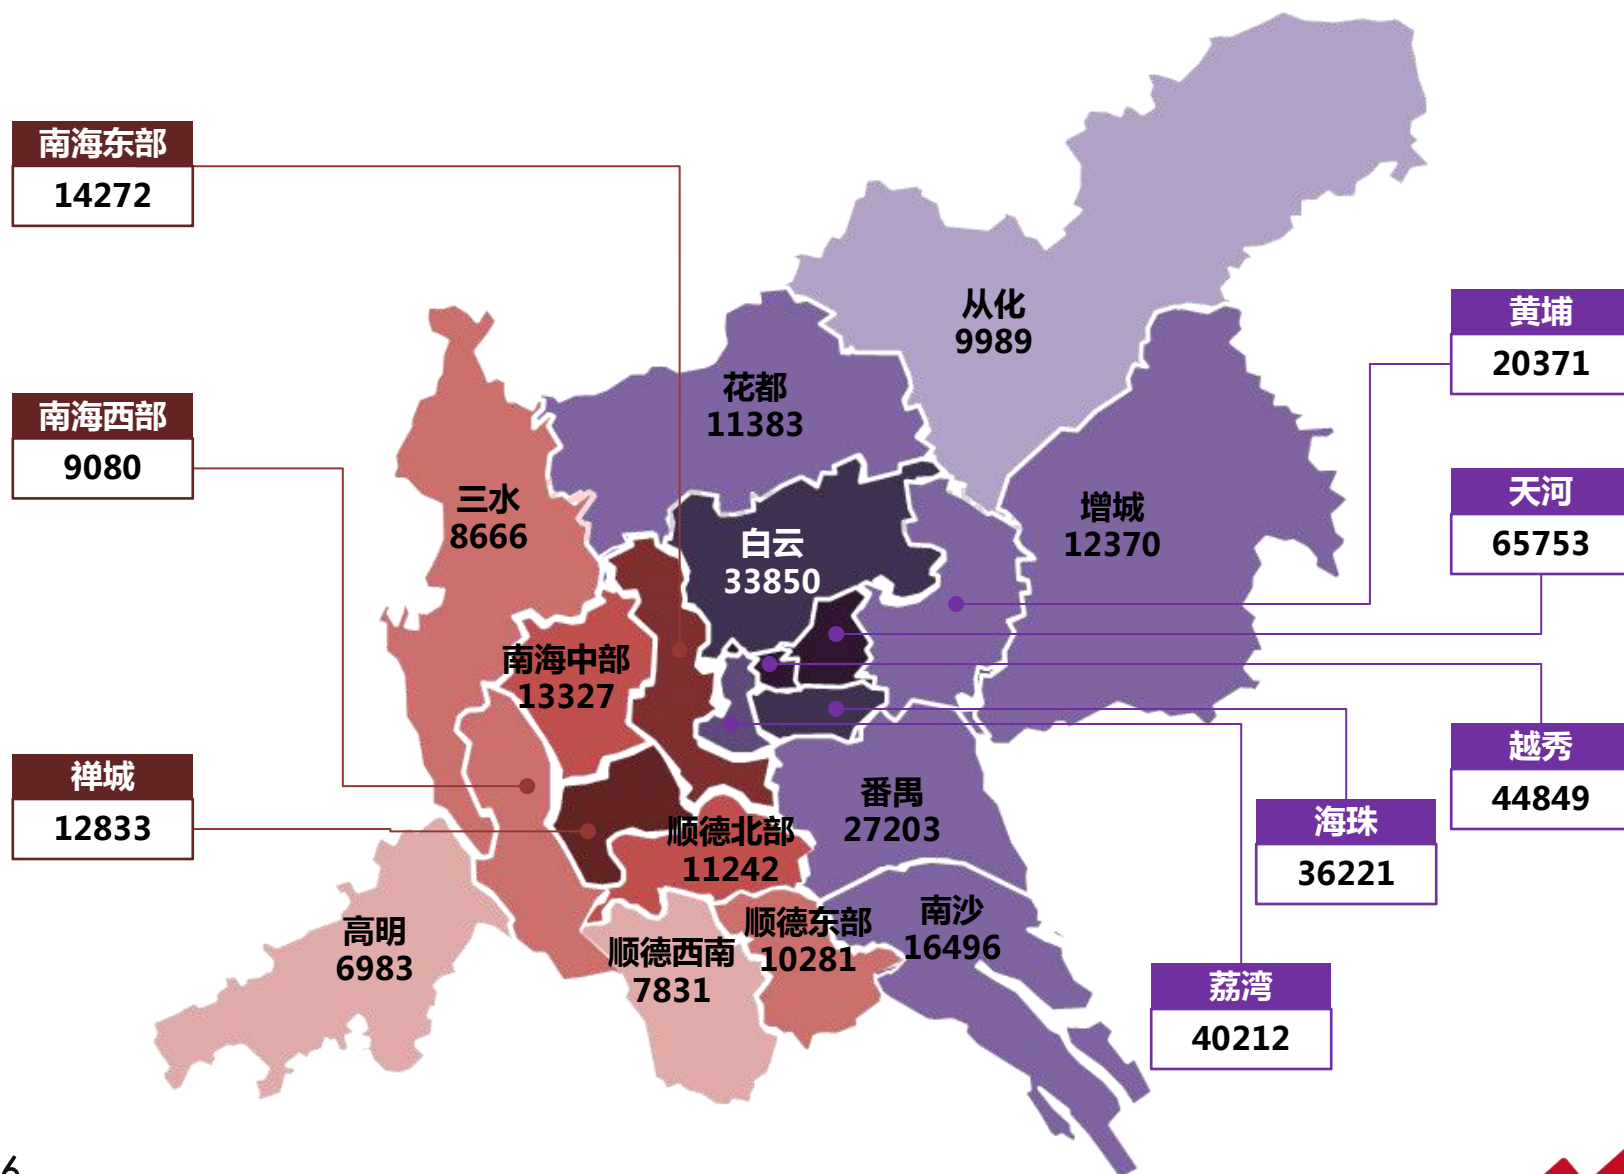 南海东部
14272
从化
9989
黄埔
20371
花都
11383
南海西部
9080
三水
8666
增城
12370
天河
65753
白云
33850
南海中部
13327
越秀
44849
禅城
12833
番禺
27203
海珠
36221
顺德北部
11242
高明
6983
顺德西南
7831
顺德东部
10281
南沙
16496
荔湾
40212
6